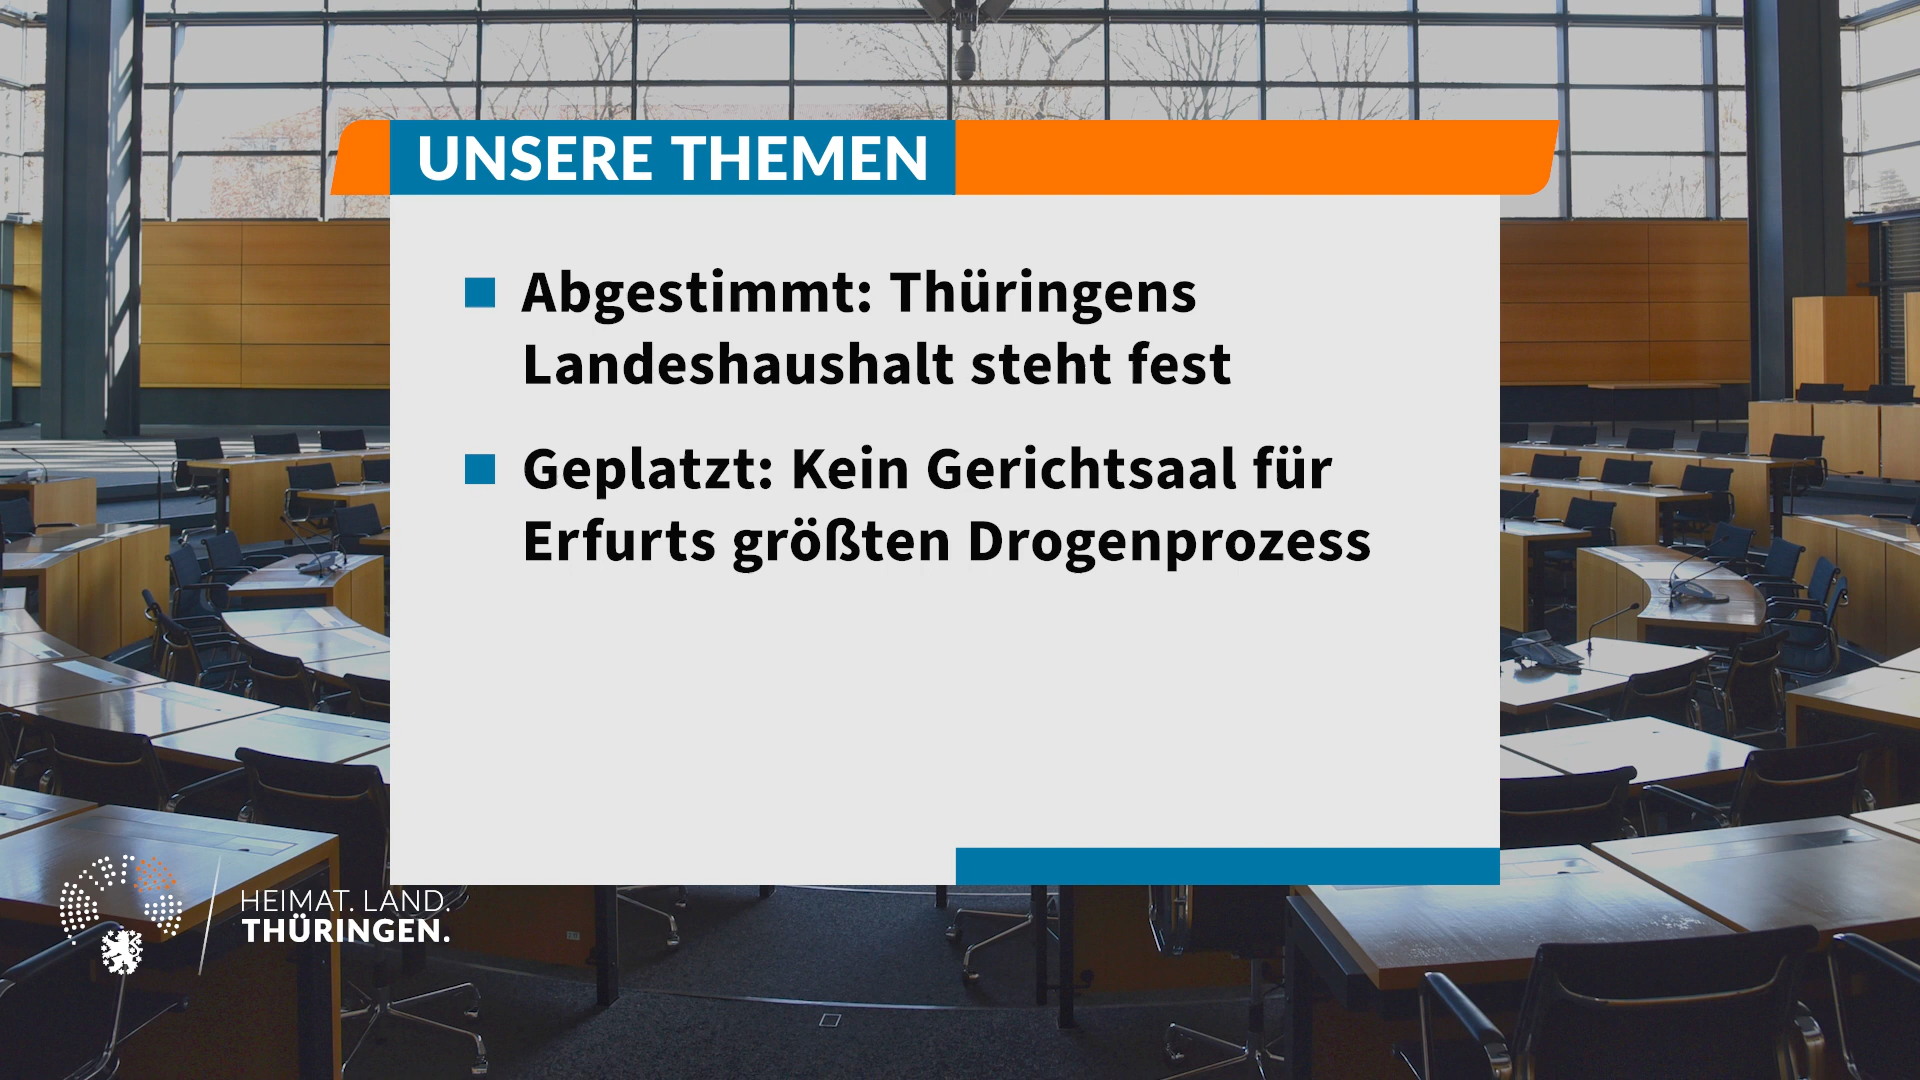 UNSERE THEMEN
Abgestimmt: Thüringens
Landeshaushalt steht fest
Geplatzt: Kein Gerichtsaal für
Erfurts größten Drogenprozess
HEIMAT. LAND.
THÜRINGEN.